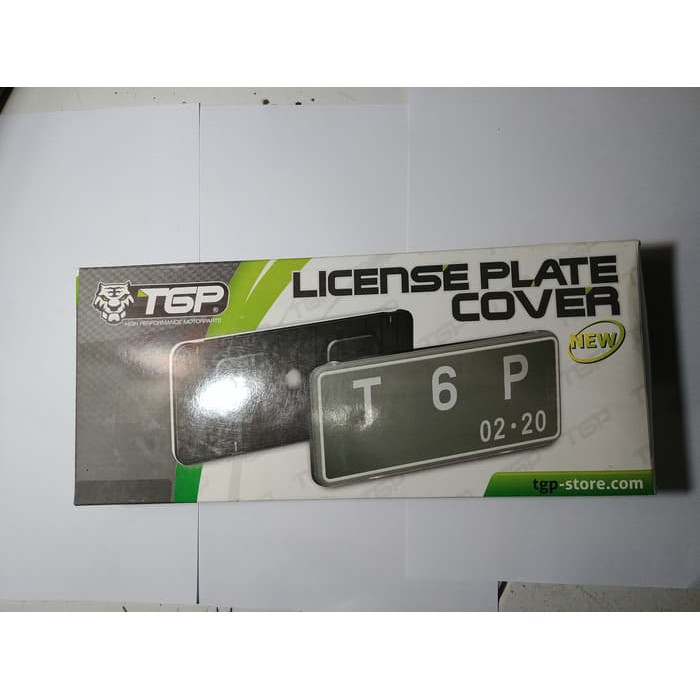 TGP®
HIGH PERFORMANCE MOTORPARTS
LICENSE PLATE
COVER
NEW
T 6 P
02•20
tgp-store.com